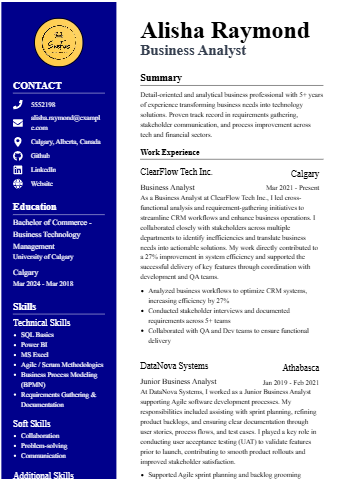 Alisha Raymond
Business Analyst
CONTACT
5552198
alisha.raymond@exampl
e.com
Calgary, Alberta, Canada
Github
LinkedIn
Website
Education
Bachelor of Commerce -
Business Technology
Management
University of Calgary
Calgary
Mar 2024 - Mar 2018
Skills
Technical Skills
SQL Basics
Power BI
MS Excel
Agile / Scrum Methodologies
Business Process Modeling
(BPMN)
Requirements Gathering &
Documentation
Soft Skills
Collaboration
Problem-solving
Communication
Additional Skills
Summary
Detail-oriented and analytical business professional with 5+ years
of experience transforming business needs into technology
solutions. Proven track record in requirements gathering,
stakeholder communication, and process improvement across
tech and financial sectors.
Work Experience
ClearFlow Tech Inc. Calgary
Business Analyst Mar 2021 - Present
As a Business Analyst at ClearFlow Tech Inc., I led cross-
functional analysis and requirement-gathering initiatives to
streamline CRM workflows and enhance business operations. I
collaborated closely with stakeholders across multiple
departments to identify inefficiencies and translate business
needs into actionable solutions. My work directly contributed to
a 27% improvement in system efficiency and supported the
successful delivery of key features through coordination with
development and QA teams.
Analyzed business workflows to optimize CRM systems,
increasing efficiency by 27%
Conducted stakeholder interviews and documented
requirements across 5+ teams
Collaborated with QA and Dev teams to ensure functional
delivery
DataNova Systems Athabasca
Junior Business Analyst Jan 2019 - Feb 2021
At DataNova Systems, I worked as a Junior Business Analyst
supporting Agile software development processes. My
responsibilities included assisting with sprint planning, refining
product backlogs, and ensuring clear documentation through
user stories, process flows, and test cases. I played a key role in
conducting user acceptance testing (UAT) to validate features
prior to launch, contributing to smooth product rollouts and
improved stakeholder satisfaction.
Supported Agile sprint planning and backlog grooming